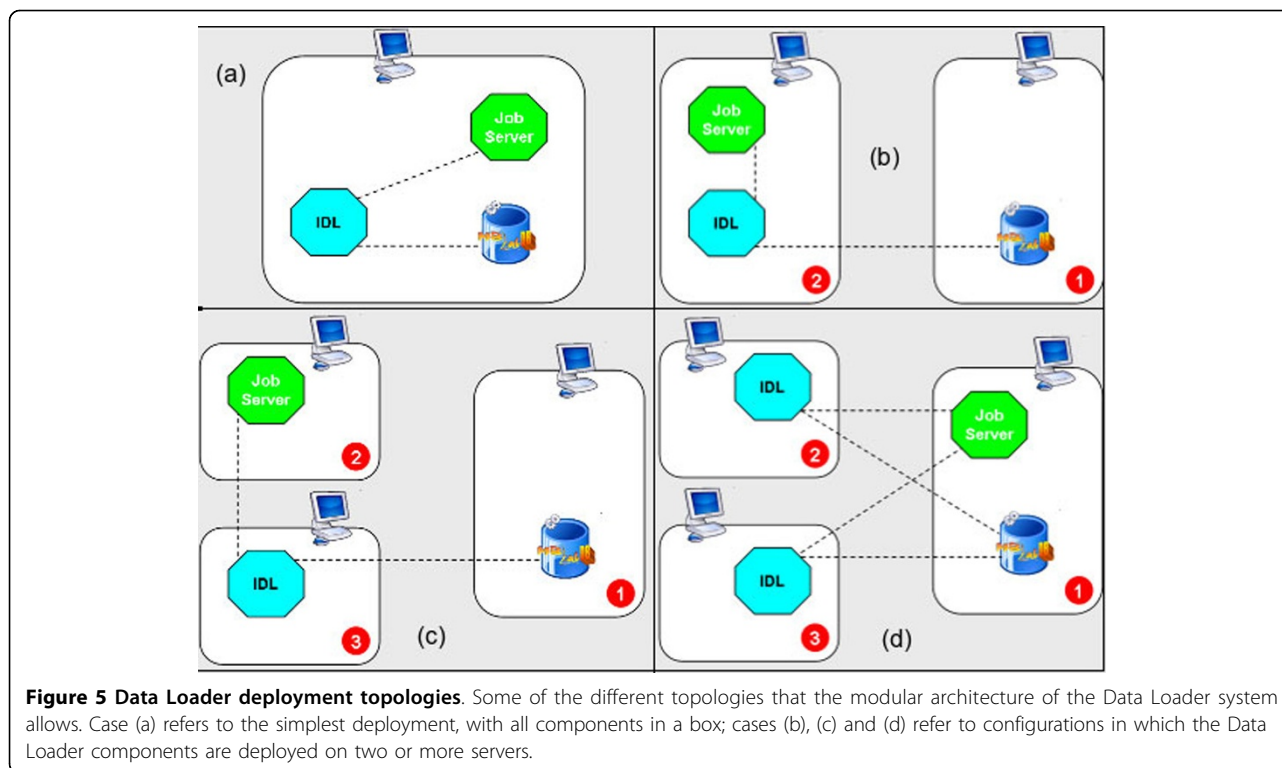 (a)
Job
Server
IDL
Job
Server
(b)
IDL
2
1
Job
Server
2
IDL
3
(c)
1
IDL
2
Job
Server
IDL
3
(d)
1
Figure 5 Data Loader deployment topologies. Some of the different topologies that the modular architecture of the Data Loader system
allows. Case (a) refers to the simplest deployment, with all components in a box; cases (b), (c) and (d) refer to configurations in which the Data
Loader components are deployed on two or more servers.